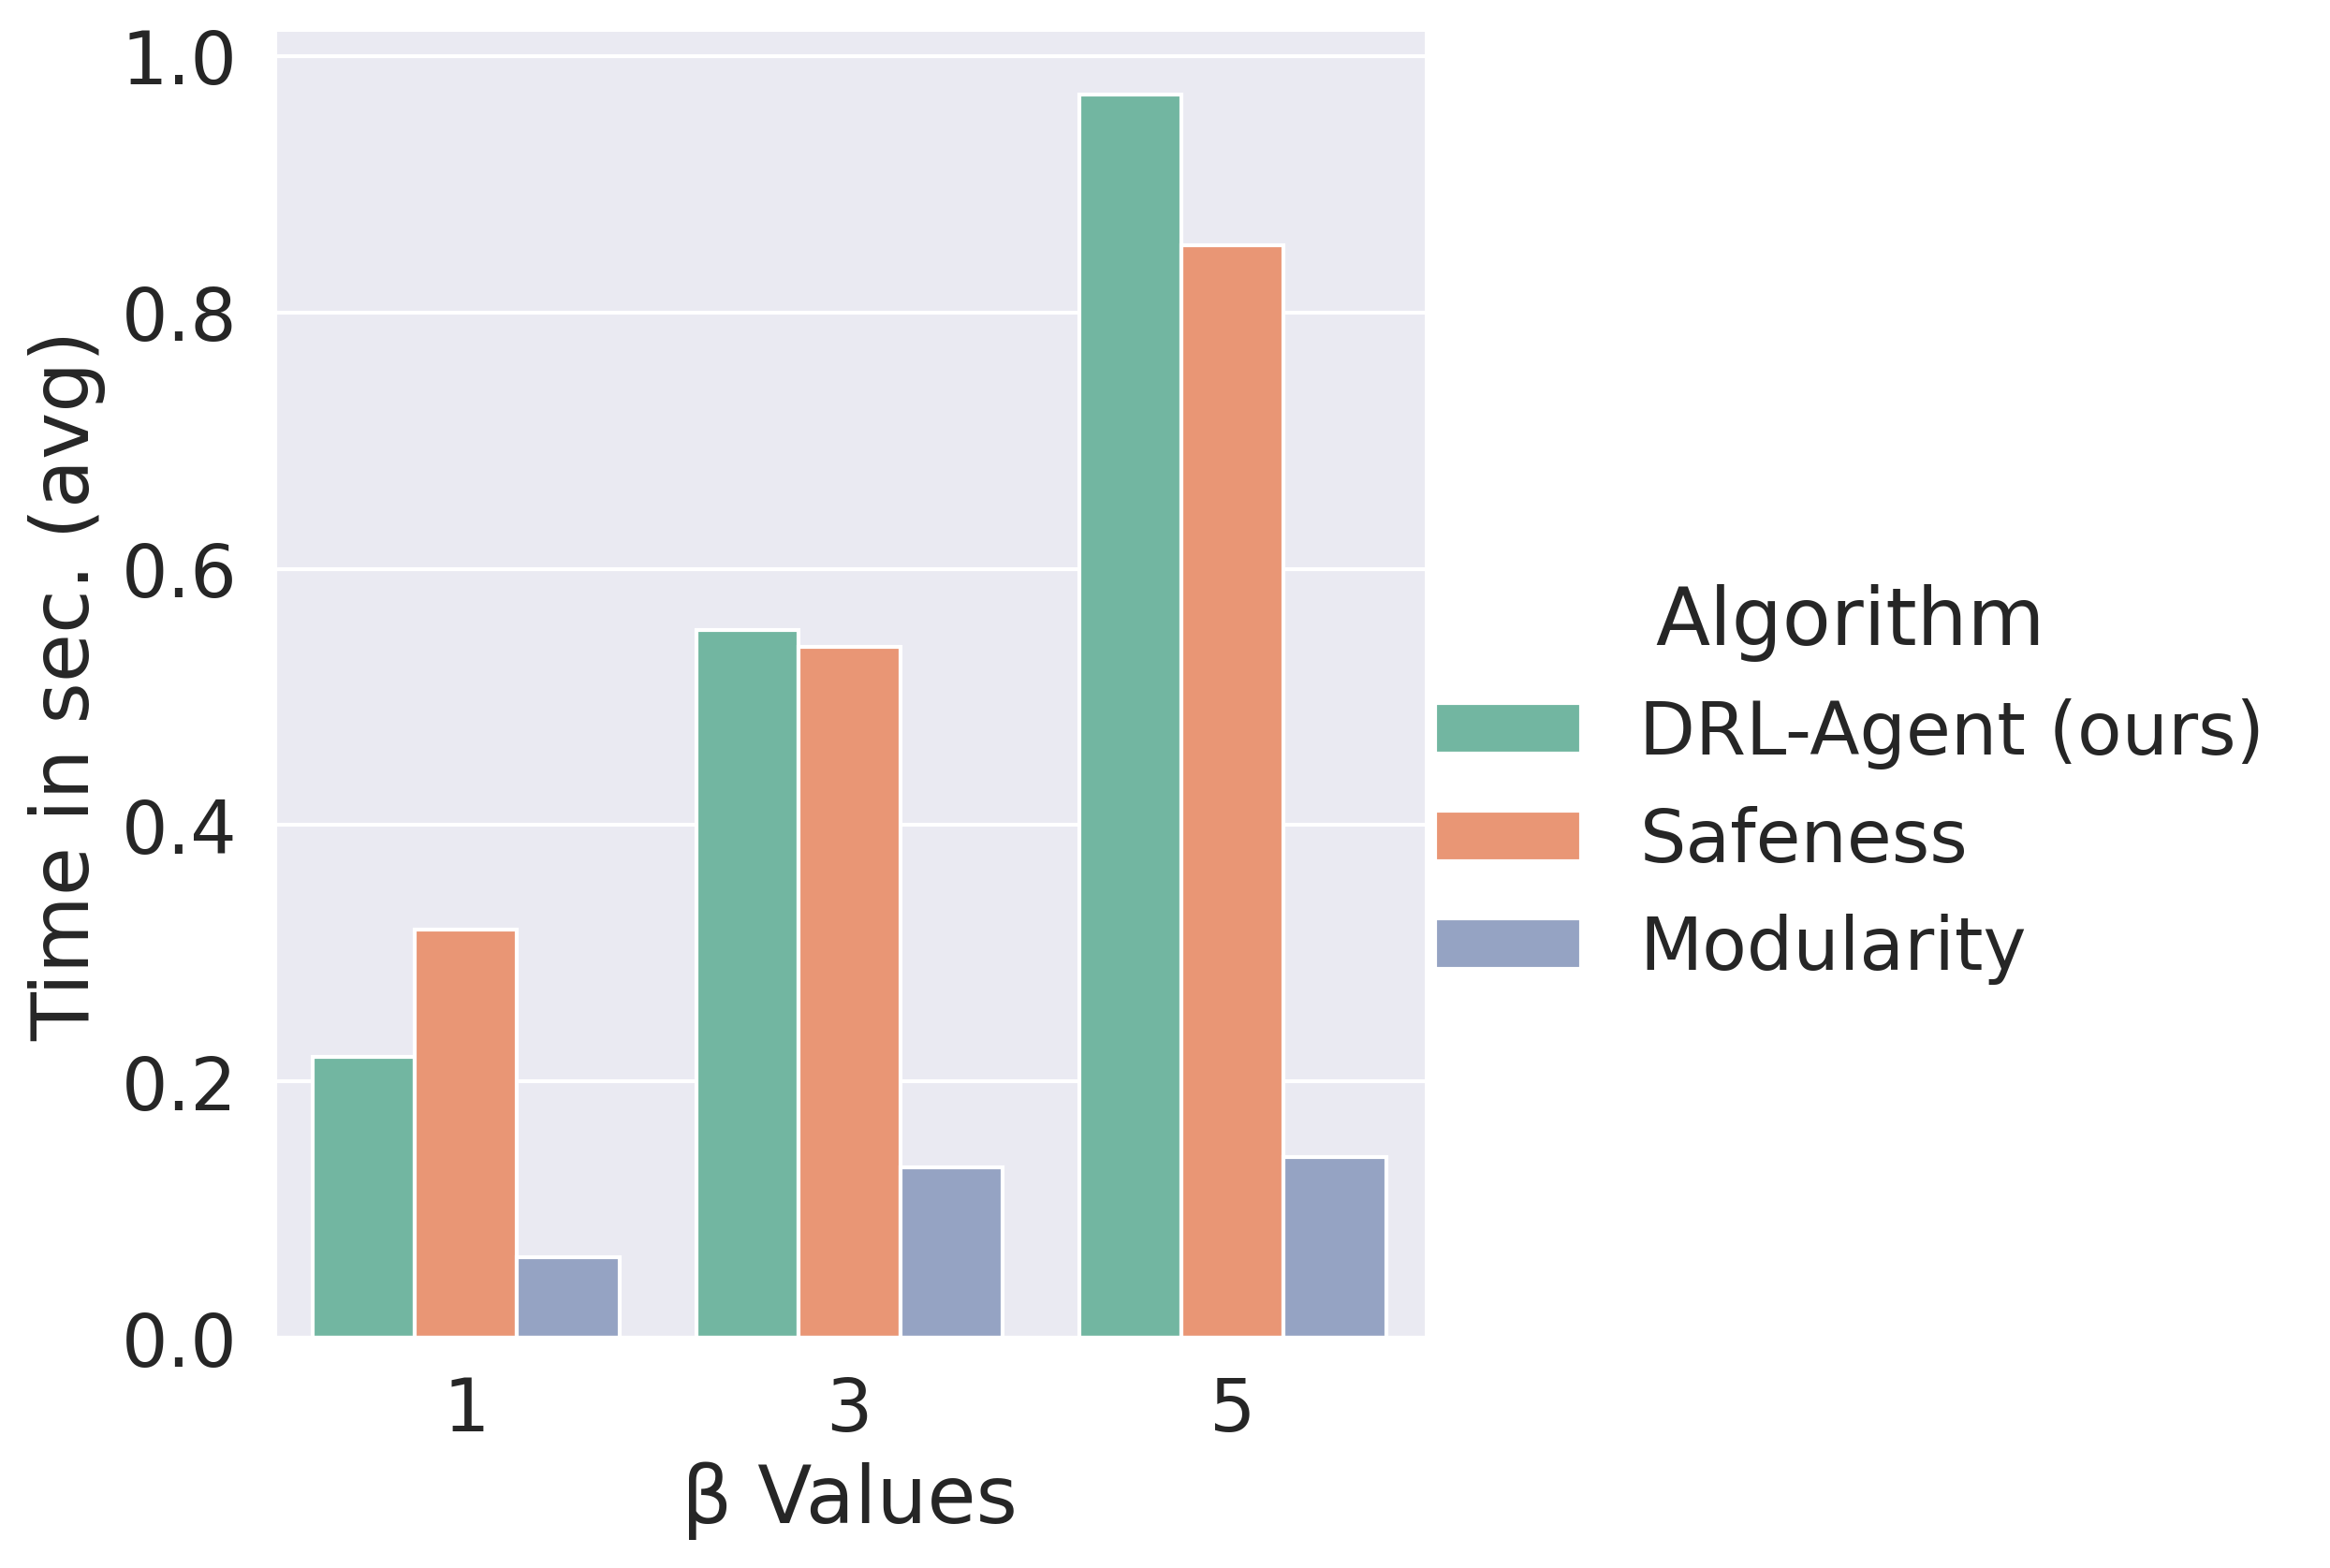 1.0
0.8
0.6
0.4
0.2
0.0
Time in sec. (avg)
1 3 5
β Values
Algorithm
DRL-Agent (ours)
Safeness
Modularity